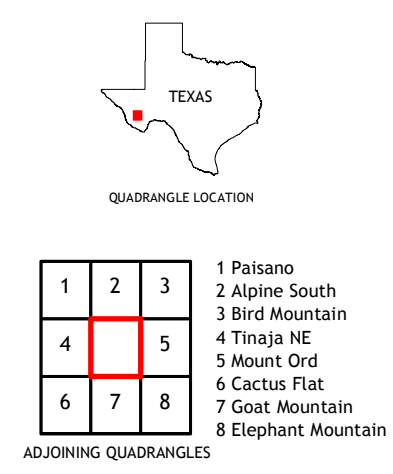 TEXAS
QUADRANGLE LOCATION
1 2 3
4 5
6 7 8
1 Paisano
2 Alpine South
3 Bird Mountain
4 Tinaja NE
5 Mount Ord
6 Cactus Flat
7 Goat Mountain
8 Elephant Mountain
ADJOINING QUADRANGLES